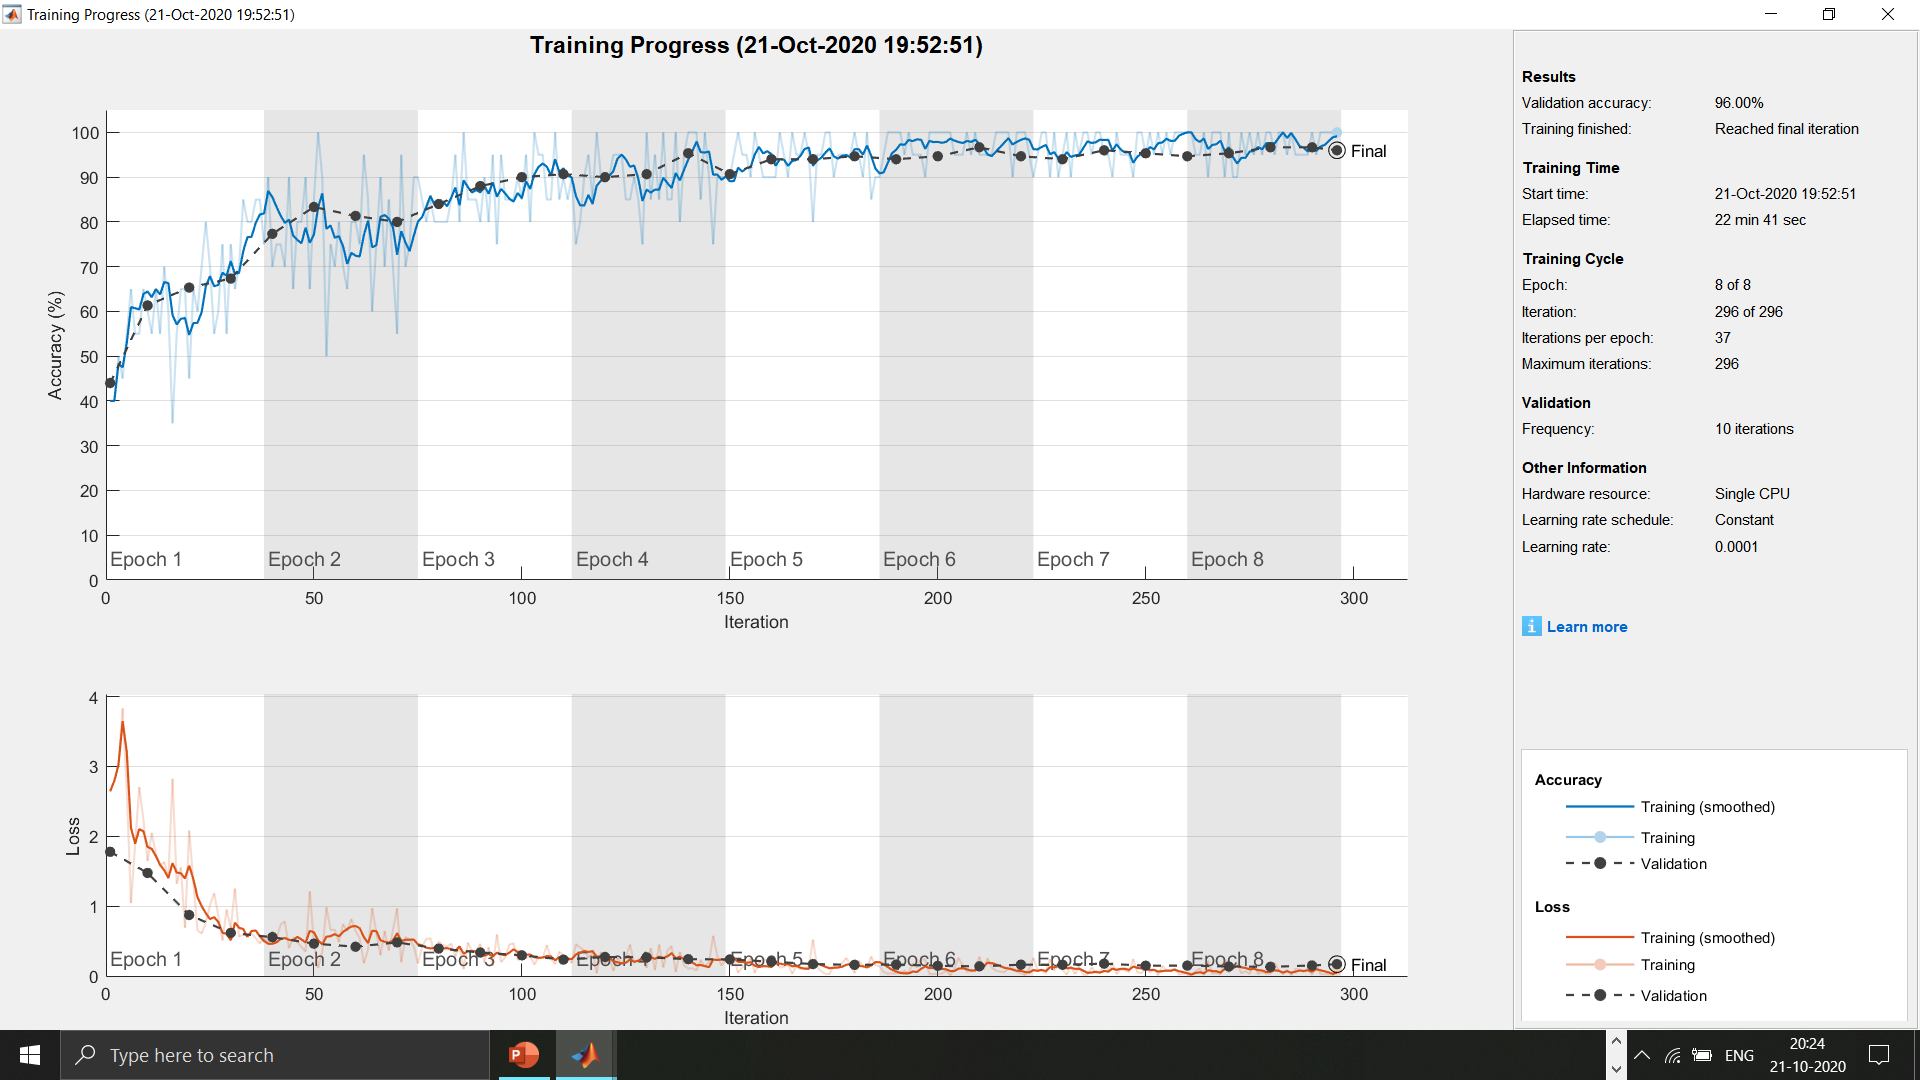 Training Progress (21-Oct-2020 19:52:51)
Training Progress (21-Oct-2020 19:52:51)
100
90
80
70
60
50
40
30
20
10
0
Accuracy (%)
Epoch 1 Epoch 2 Epoch 3 Epoch 4 Epoch 5 Epoch 6 Epoch 7 Epoch 8
Final
0 50 100 150 200 250 300
Iteration
4
3
2
1
0
Loss
Epoch 1 Epoch 2 Epoch 3 Epoch 4 Epoch 5 Epoch 6 Epoch 7 Epoch 8
Final
0 50 100 150 200 250 300
Iteration
Results
Validation accuracy: 96.00%
Training finished: Reached final iteration
Training Time
Start time: 21-Oct-2020 19:52:51
Elapsed time: 22 min 41 sec
Training Cycle
Epoch: 8 of 8
Iteration: 296 of 296
Iterations per epoch: 37
Maximum iterations: 296
Validation
Frequency: 10 iterations
Other Information
Hardware resource: Single CPU
Learning rate schedule: Constant
Learning rate: 0.0001
i Learn more
Accuracy
Training (smoothed)
Training
Validation
Loss
Training (smoothed)
Training
Validation
Type here to search
P
ENG
20:24
21-10-2020